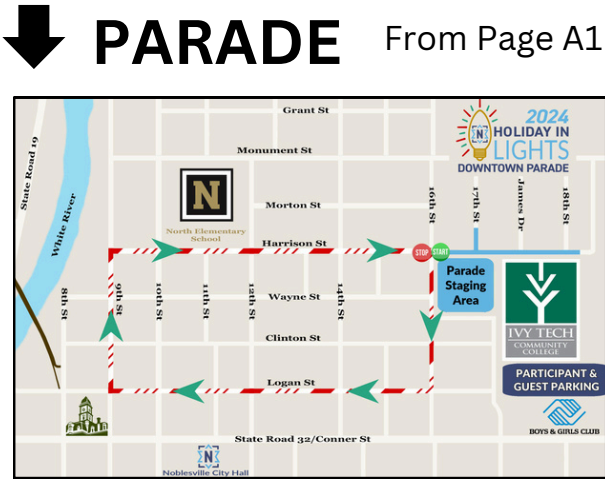 PARADE From Page A1
Grant St
2024
N HOLIDAY IN
LIGHTS
DOWNTOWN PARADE
State Road 19
Monument St
N
Morton St
White River
16th St
17th St
James Dr
18th St
North Elementary
School
Harrison St
STOP START
Parade
Staging
Area
8th St
9th St
10th St
11th St
12th St
Wayne St
14th St
Clinton St
IVY TECH
COMMUNITY
COLLEGE
Logan St
PARTICIPANT &
GUEST PARKING
BOYS & GIRLS CLUB
State Road 32/Conner St
N
Noblesville City Hall